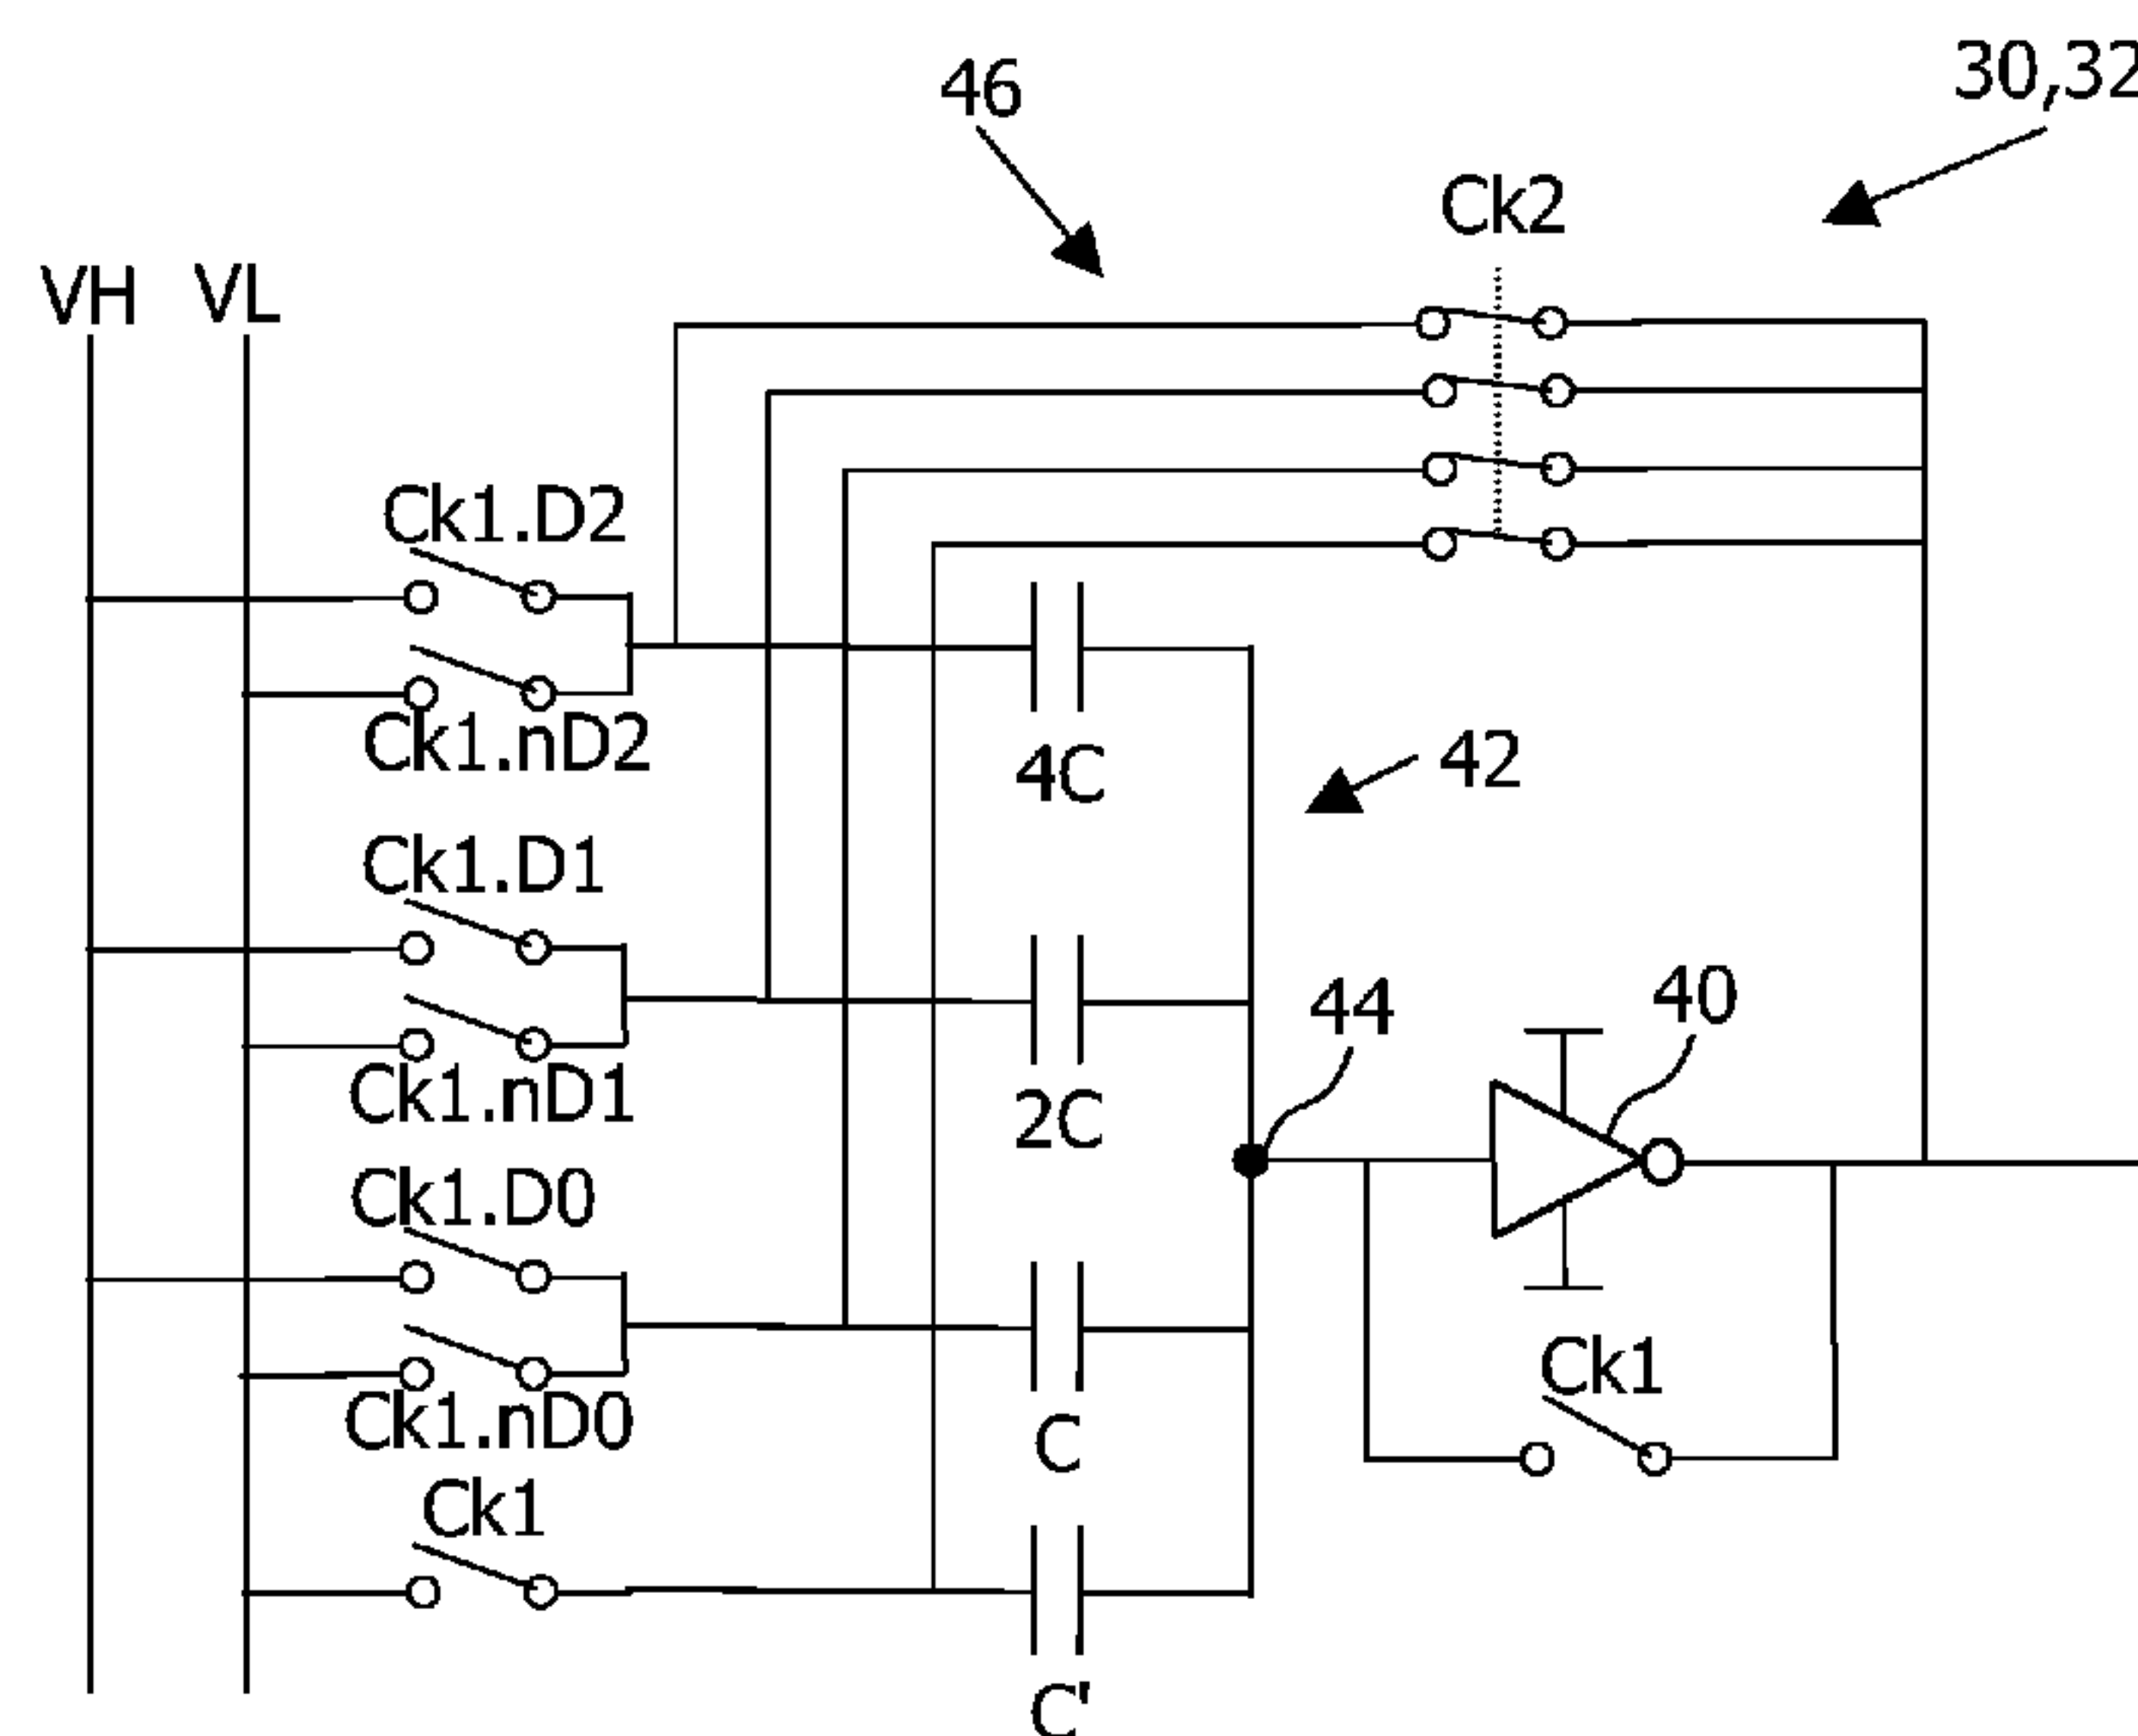 46
30,32
Ck2
VH
VL
Ck1.D2
Ck1.nD2
4C
42
Ck1.D1
Ck1.nD1
2C
44
40
Ck1.D0
Ck1.nD0
C
Ck1
Ck1
C'